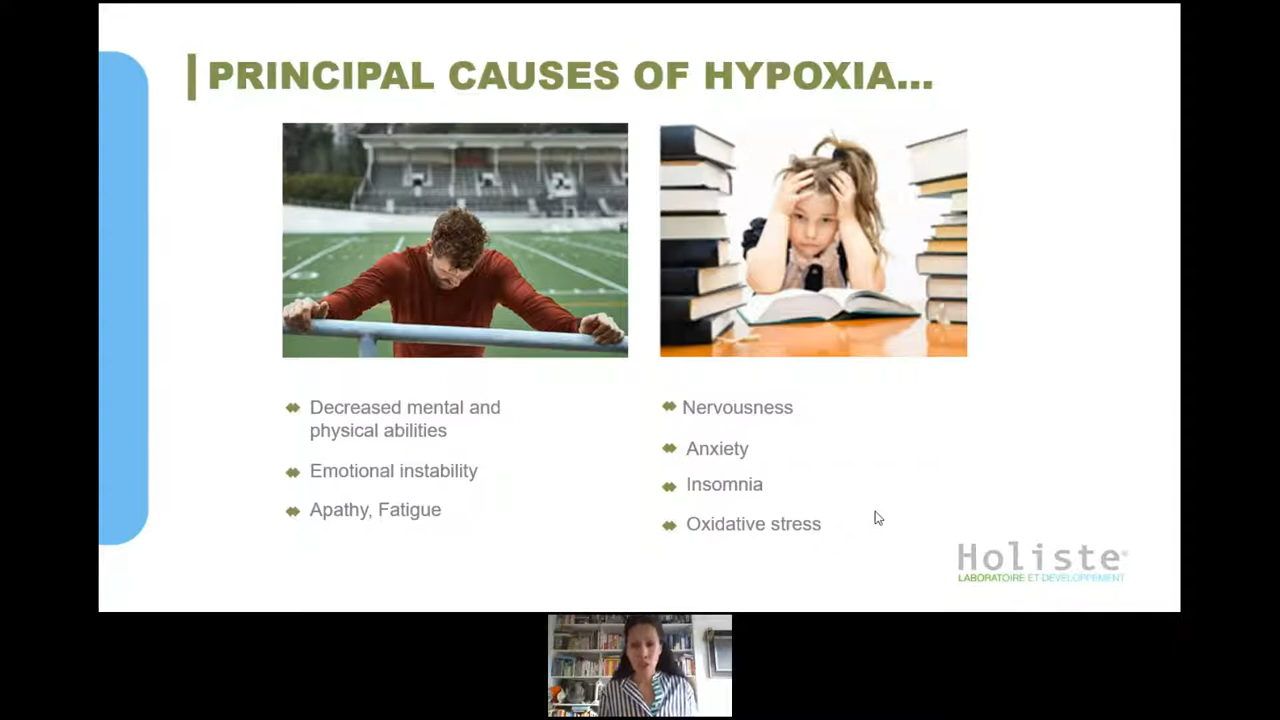 PRINCIPAL CAUSES OF HYPOXIA...
Decreased mental and
physical abilities
Emotional instability
Apathy, Fatigue
Nervousness
Anxiety
Insomnia
Oxidative stress
Holiste®
LABORATOIRE ET DEVELOPPEMENT